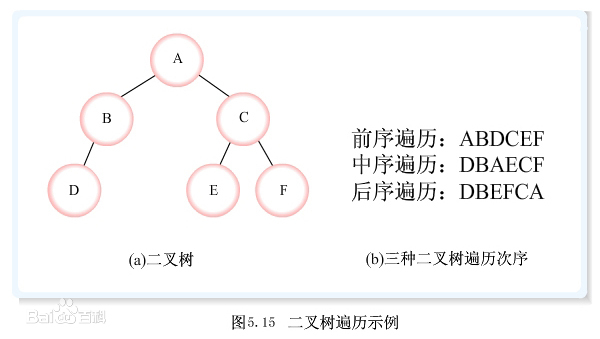 A
B
C
D
E
F
前序遍历：ABDCEF
中序遍历：DBAECF
后序遍历：DBEFCA
(a)二叉树
(b)三种二叉树遍历次序
Bai百科
图5.15 二叉树遍历示例